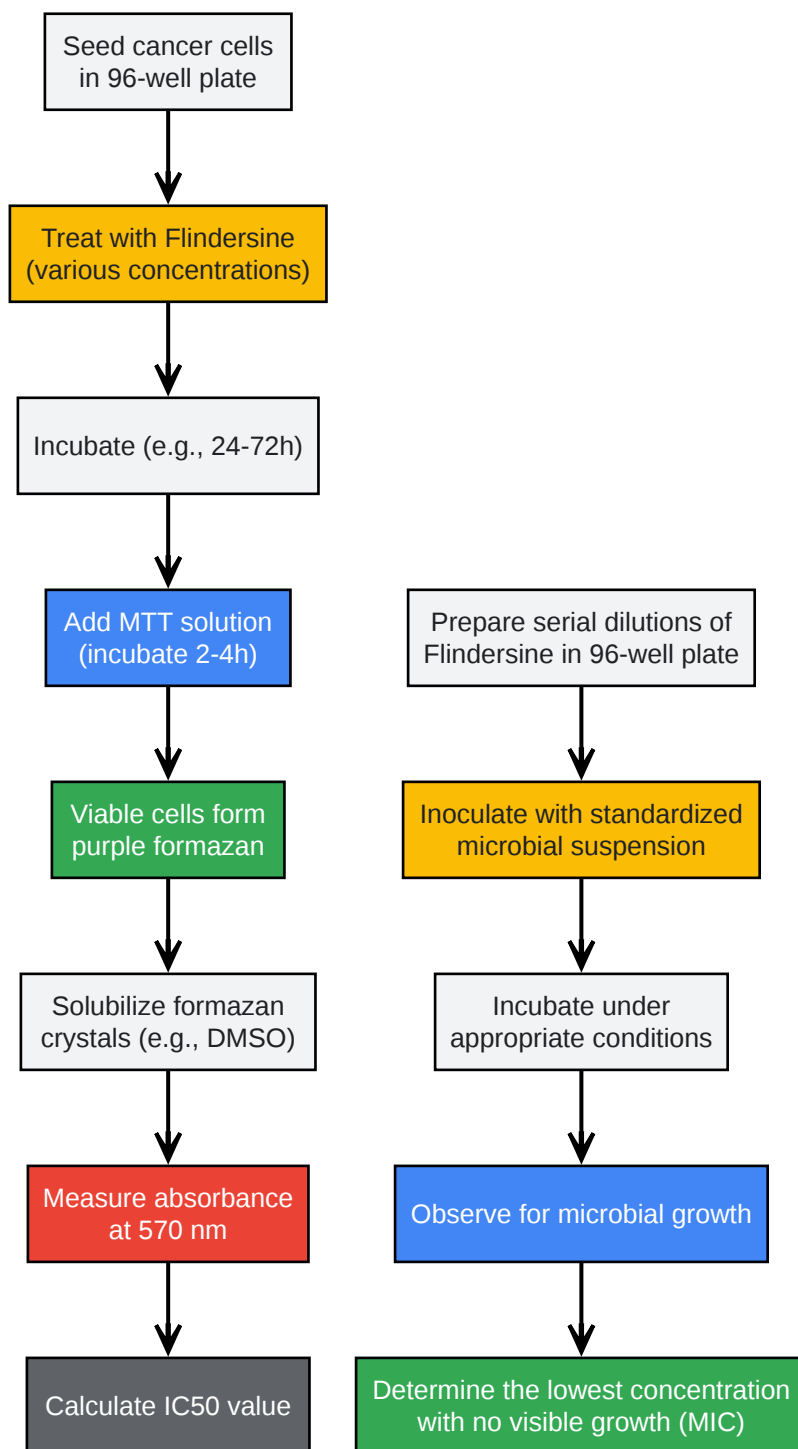 Seed cancer cells
in 96-well plate
Treat with Flindersine
(various concentrations)
Incubate (e.g., 24-72h)
Add MTT solution
(incubate 2-4h)
Viable cells form
purple formazan
Solubilize formazan
crystals (e.g., DMSO)
Measure absorbance
at 570 nm
Calculate IC50 value
Prepare serial dilutions of
Flindersine in 96-well plate
Inoculate with standardized
microbial suspension
Incubate under
appropriate conditions
Observe for microbial growth
Determine the lowest concentration
with no visible growth (MIC)